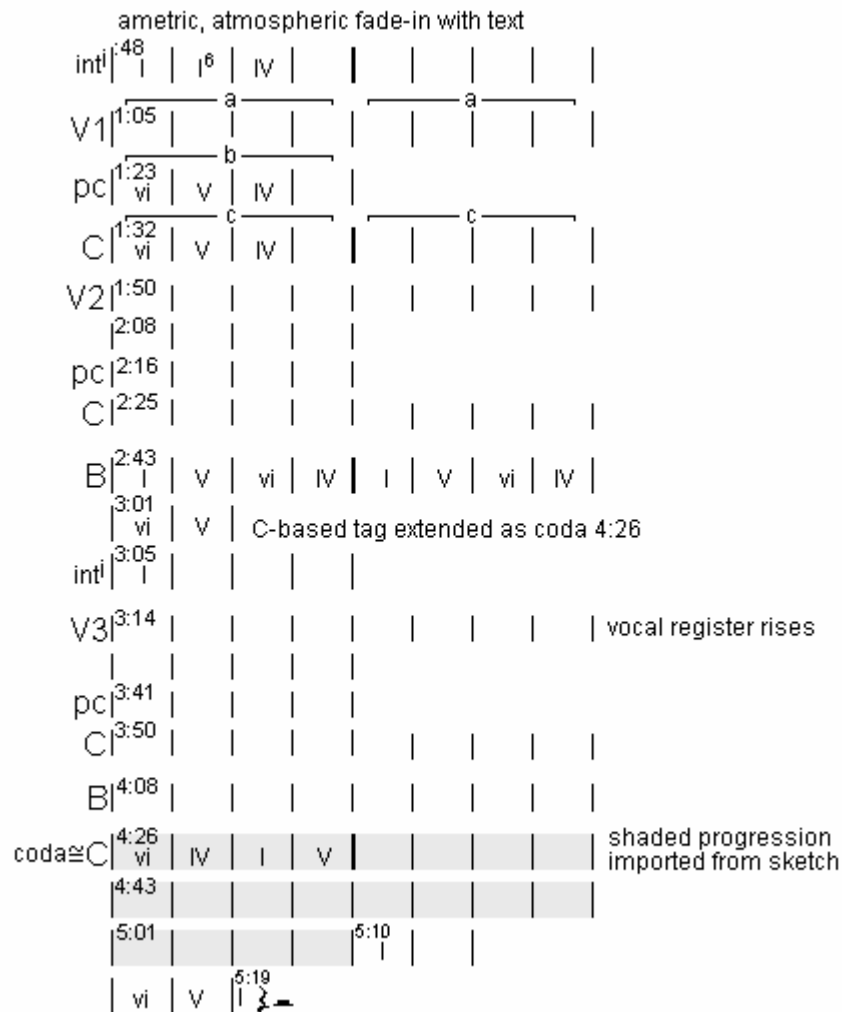 ametric, atmospheric fade-in with text
intⁱ :48 I I⁶ IV
a a
V1 1:05
b
pc 1:23 vi V IV
c c
C 1:32 vi V IV
V2 1:50
2:08
pc 2:16
C 2:25
B 2:43 I V vi IV I V vi IV
3:01 vi V C-based tag extended as coda 4:26
intⁱ 3:05 I
V3 3:14 vocal register rises
pc 3:41
C 3:50
B 4:08
coda≅C 4:26 vi IV I V shaded progression
imported from sketch
4:43
5:01 5:10 I
vi V 5:19 I